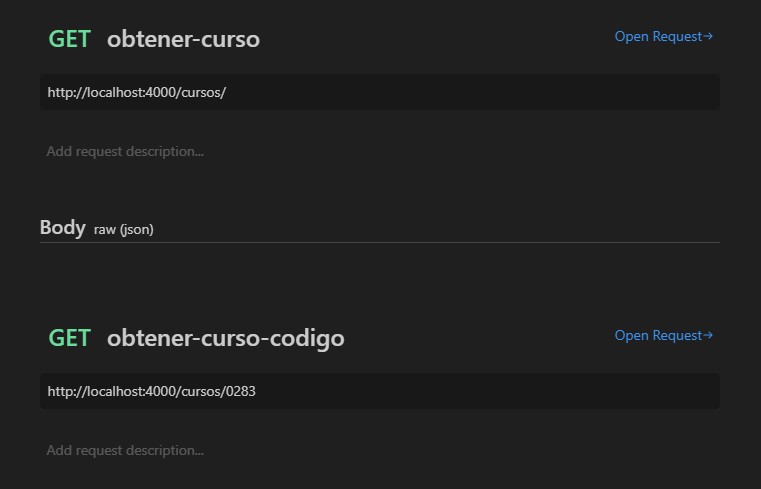 GET obtener-curso Open Request→
http://localhost:4000/cursos/
Add request description...
Body raw (json)
GET obtener-curso-codigo Open Request→
http://localhost:4000/cursos/0283
Add request description...